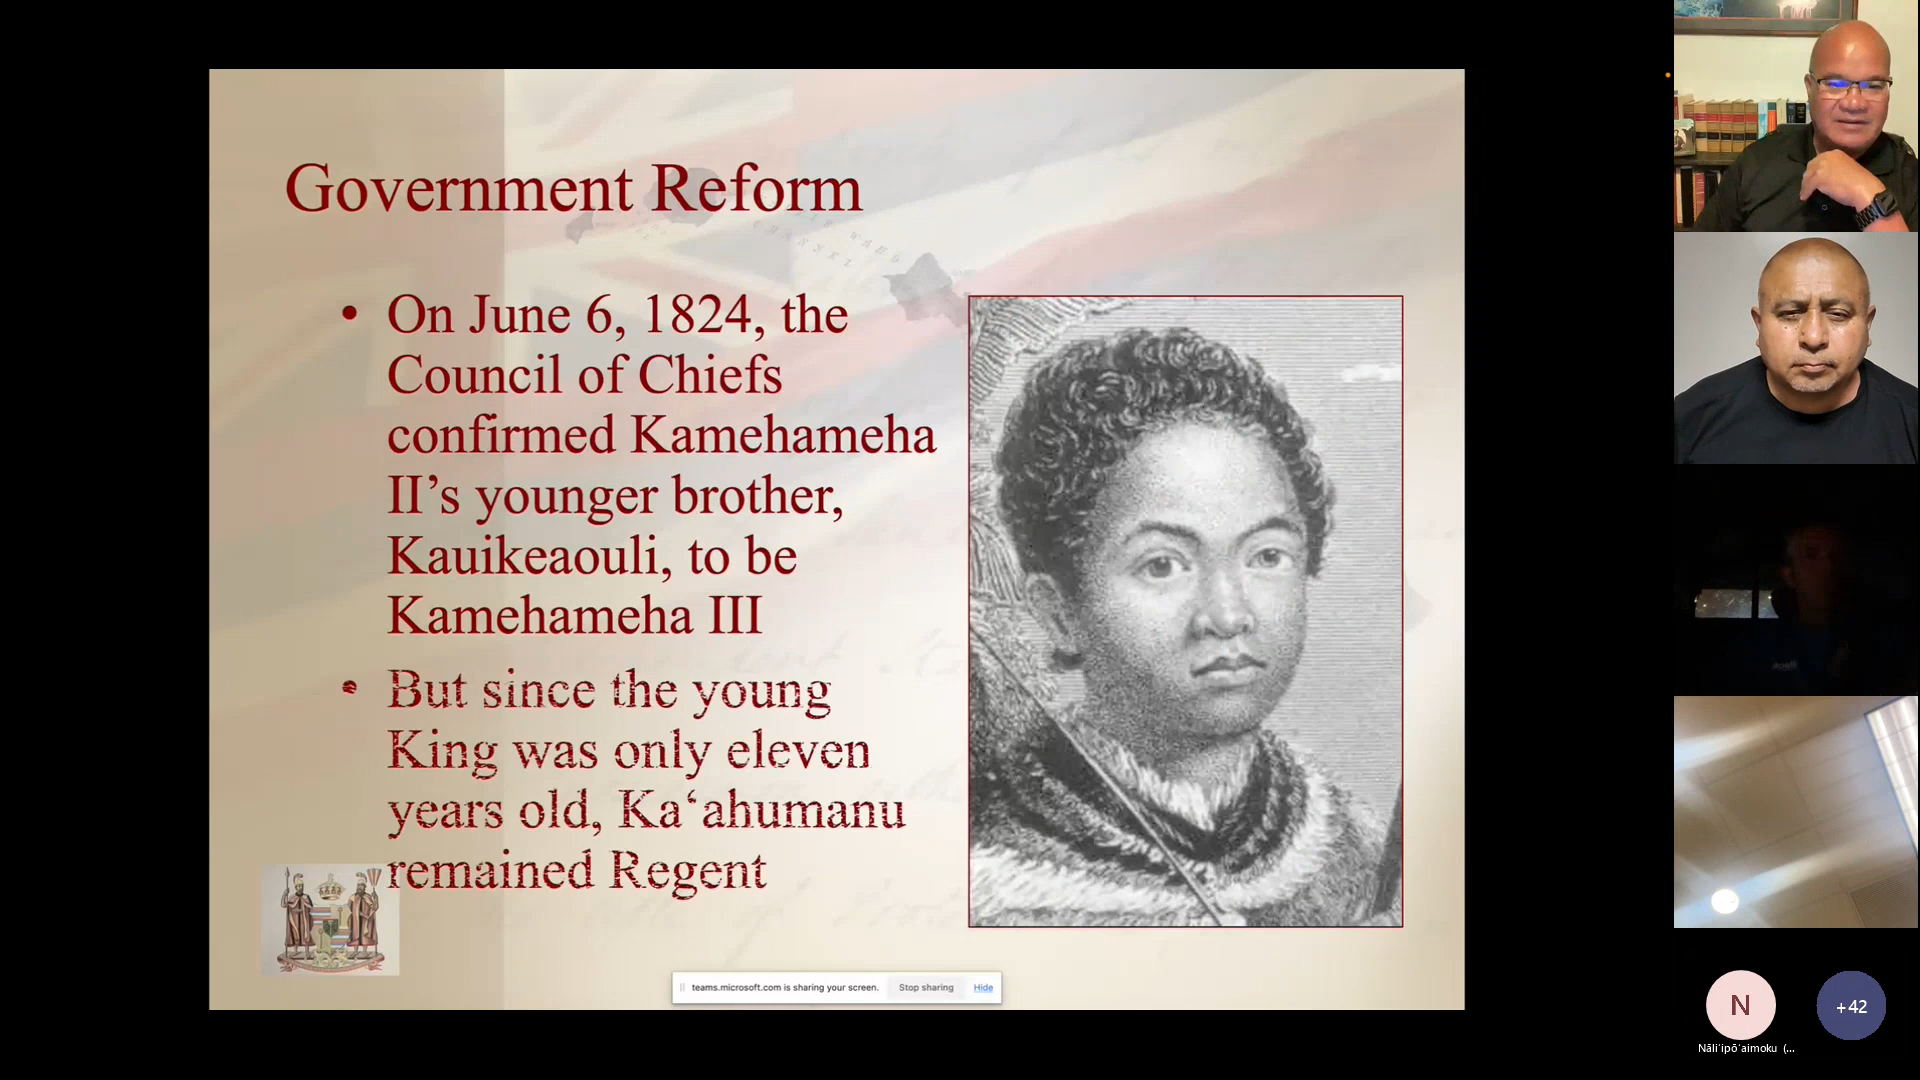 Government Reform
• On June 6, 1824, the
Council of Chiefs
confirmed Kamehameha
II’s younger brother,
Kauikeaouli, to be
Kamehameha III
• But since the young
King was only eleven
years old, Ka‘ahumanu
remained Regent
teams.microsoft.com is sharing your screen. Stop sharing Hide
N
+42
Nāliʻipōʻaimoku (...